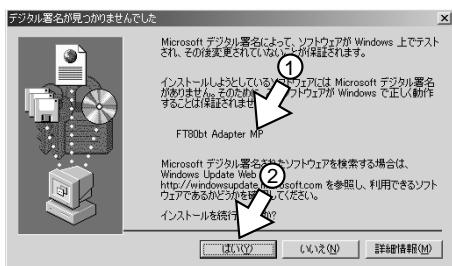 デジタル署名が見つかりませんでした
Microsoft デジタル署名によって、ソフトウェアが Windows 上でテスト
され、その後変更されていないことが保証されます。
インストールしようとしているソフトウェアには Microsoft デジタル署名
がありません。そのため、 フトウェアが Windows で正しく動作
することは保証されませ
①
FT80bt Adapter MP
Microsoft デジタル署名されたソフトウェアを検索する場合は、
Windows Update Web
②
http://windowsupdate.microsoft.com を参照し、利用できるソフト
ウェアであるかどうかを確認してください。
インストールを続行 か?
はい(Y)
いいえ(N)
詳細情報(M)